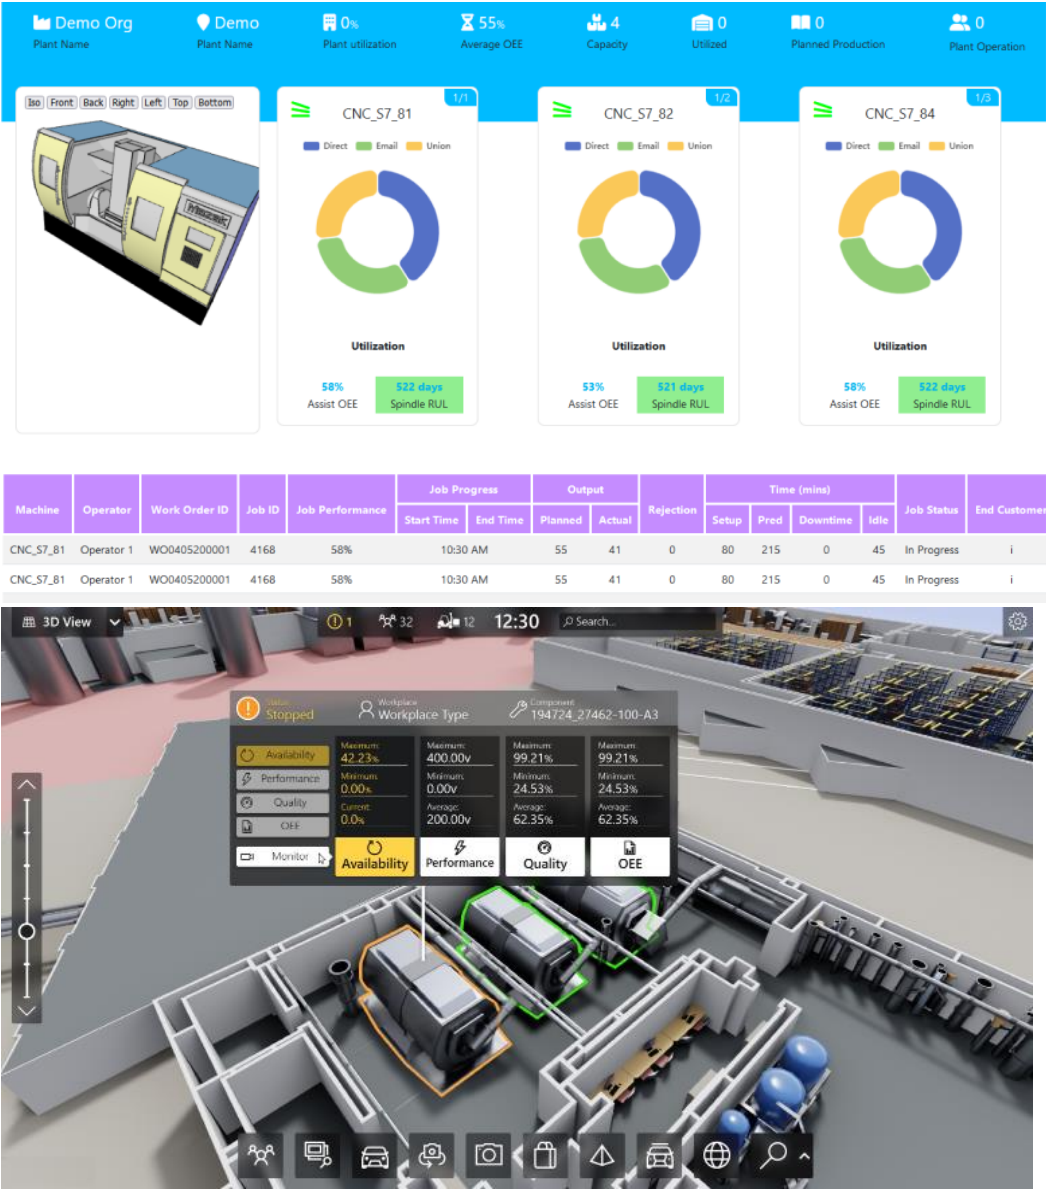 Demo Org Demo 0% 55% 4 0 0 0
Plant Name Plant Name Plant utilization Average OEE Capacity Utilized Planned Production Plant Operation
Iso Front Back Right Left Top Bottom
1/1
CNC_S7_81
Direct Email Union
Utilization
58% 522 days
Assist OEE Spindle RUL
1/2
CNC_S7_82
Direct Email Union
Utilization
53% 521 days
Assist OEE Spindle RUL
1/3
CNC_S7_84
Direct Email Union
Utilization
58% 522 days
Assist OEE Spindle RUL
Machine Operator Work Order ID Job ID Job Performance Job Progress Output Rejection Time (mins) Job Status End Customer
Start Time End Time Planned Actual Setup Pred Downtime Idle
CNC_S7_81 Operator 1 WO0405200001 4168 58% 10:30 AM 55 41 0 80 215 0 45 In Progress i
CNC_S7_81 Operator 1 WO0405200001 4168 58% 10:30 AM 55 41 0 80 215 0 45 In Progress i
3D View 1 32 12 12:30 Search...
Status Workplace Component
Stopped Workplace Type 194724_27462-100-A3
Availability
Performance
Quality
OEE
Monitor
Maximum: Maximum: Maximum: Maximum:
42.23% 400.00v 99.21% 99.21%
Minimum: Minimum: Minimum: Minimum:
0.00% 0.00v 24.53% 24.53%
Current: Average: Average: Average:
0.0% 200.00v 62.35% 62.35%
Availability Performance Quality OEE